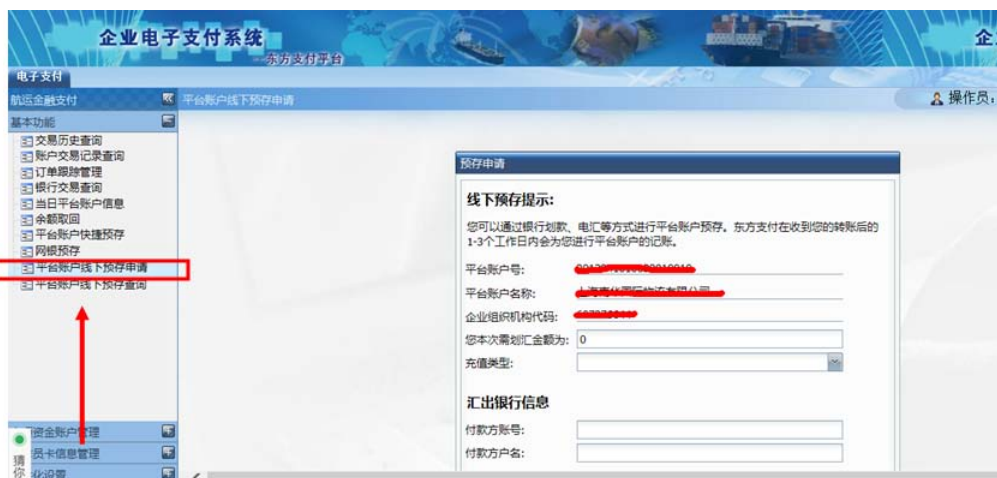 企业电子支付系统
东方支付平台
企
电子支付
航运金融支付
平台账户线下预存申请
操作员:
基本功能
交易历史查询
账户交易记录查询
订单跟踪管理
银行交易查询
当日平台账户信息
余额取回
平台账户快捷预存
网银预存
平台账户线下预存申请
平台账户线下预存查询
资金账户管理
员卡信息管理
化设置
猜
你
预存申请
线下预存提示:
您可以通过银行划款、电汇等方式进行平台账户预存。东方支付在收到您的转账后的
1-3个工作日内会为您进行平台账户的记账。
平台账户号:
平台账户名称:
企业组织机构代码:
您本次需划汇金额为: 0
充值类型:
汇出银行信息
付款方账号:
付款方户名: